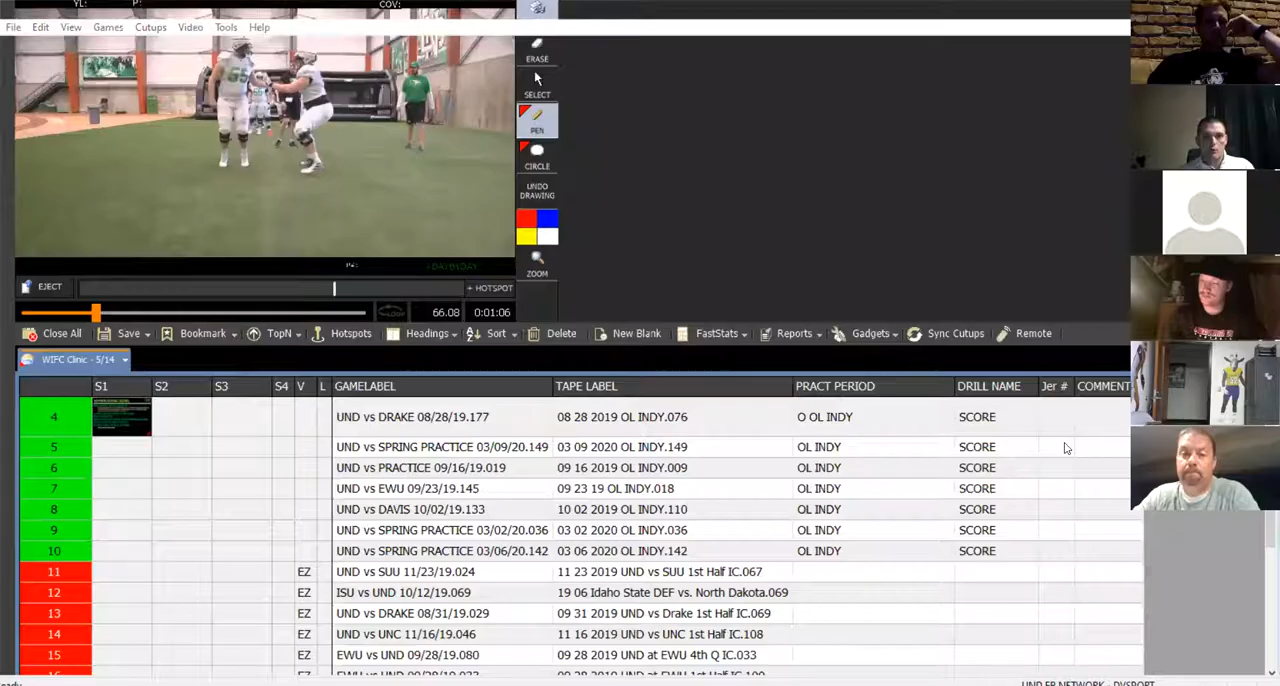 YL: P: COV:
File Edit View Games Cutups Video Tools Help
ERASE
SELECT
PEN
CIRCLE
UNDO
DRAWING
ZOOM
EJECT + HOTSPOT
66.08 0:01:06
Close All Save Bookmark TopN Hotspots Headings Sort Delete New Blank FastStats Reports Gadgets Sync Cutups Remote
WIFC Clinic - 5/14
S1 S2 S3 S4 V L GAMELABEL TAPE LABEL PRACT PERIOD DRILL NAME Jer # COMMENT
4 UND vs DRAKE 08/28/19.177 08 28 2019 OL INDY.076 O OL INDY SCORE
5 UND vs SPRING PRACTICE 03/09/20.149 03 09 2020 OL INDY.149 OL INDY SCORE
6 UND vs PRACTICE 09/16/19.019 09 16 2019 OL INDY.009 OL INDY SCORE
7 UND vs EWU 09/23/19.145 09 23 19 OL INDY.018 OL INDY SCORE
8 UND vs DAVIS 10/02/19.133 10 02 2019 OL INDY.110 OL INDY SCORE
9 UND vs SPRING PRACTICE 03/02/20.036 03 02 2020 OL INDY.036 OL INDY SCORE
10 UND vs SPRING PRACTICE 03/06/20.142 03 06 2020 OL INDY.142 OL INDY SCORE
11 EZ UND vs SUU 11/23/19.024 11 23 2019 UND vs SUU 1st Half IC.067
12 EZ ISU vs UND 10/12/19.069 19 06 Idaho State DEF vs. North Dakota.069
13 EZ UND vs DRAKE 08/31/19.029 09 31 2019 UND vs Drake 1st Half IC.069
14 EZ UND vs UNC 11/16/19.046 11 16 2019 UND vs UNC 1st Half IC.108
15 EZ EWU vs UND 09/28/19.080 09 28 2019 UND at EWU 4th Q IC.033